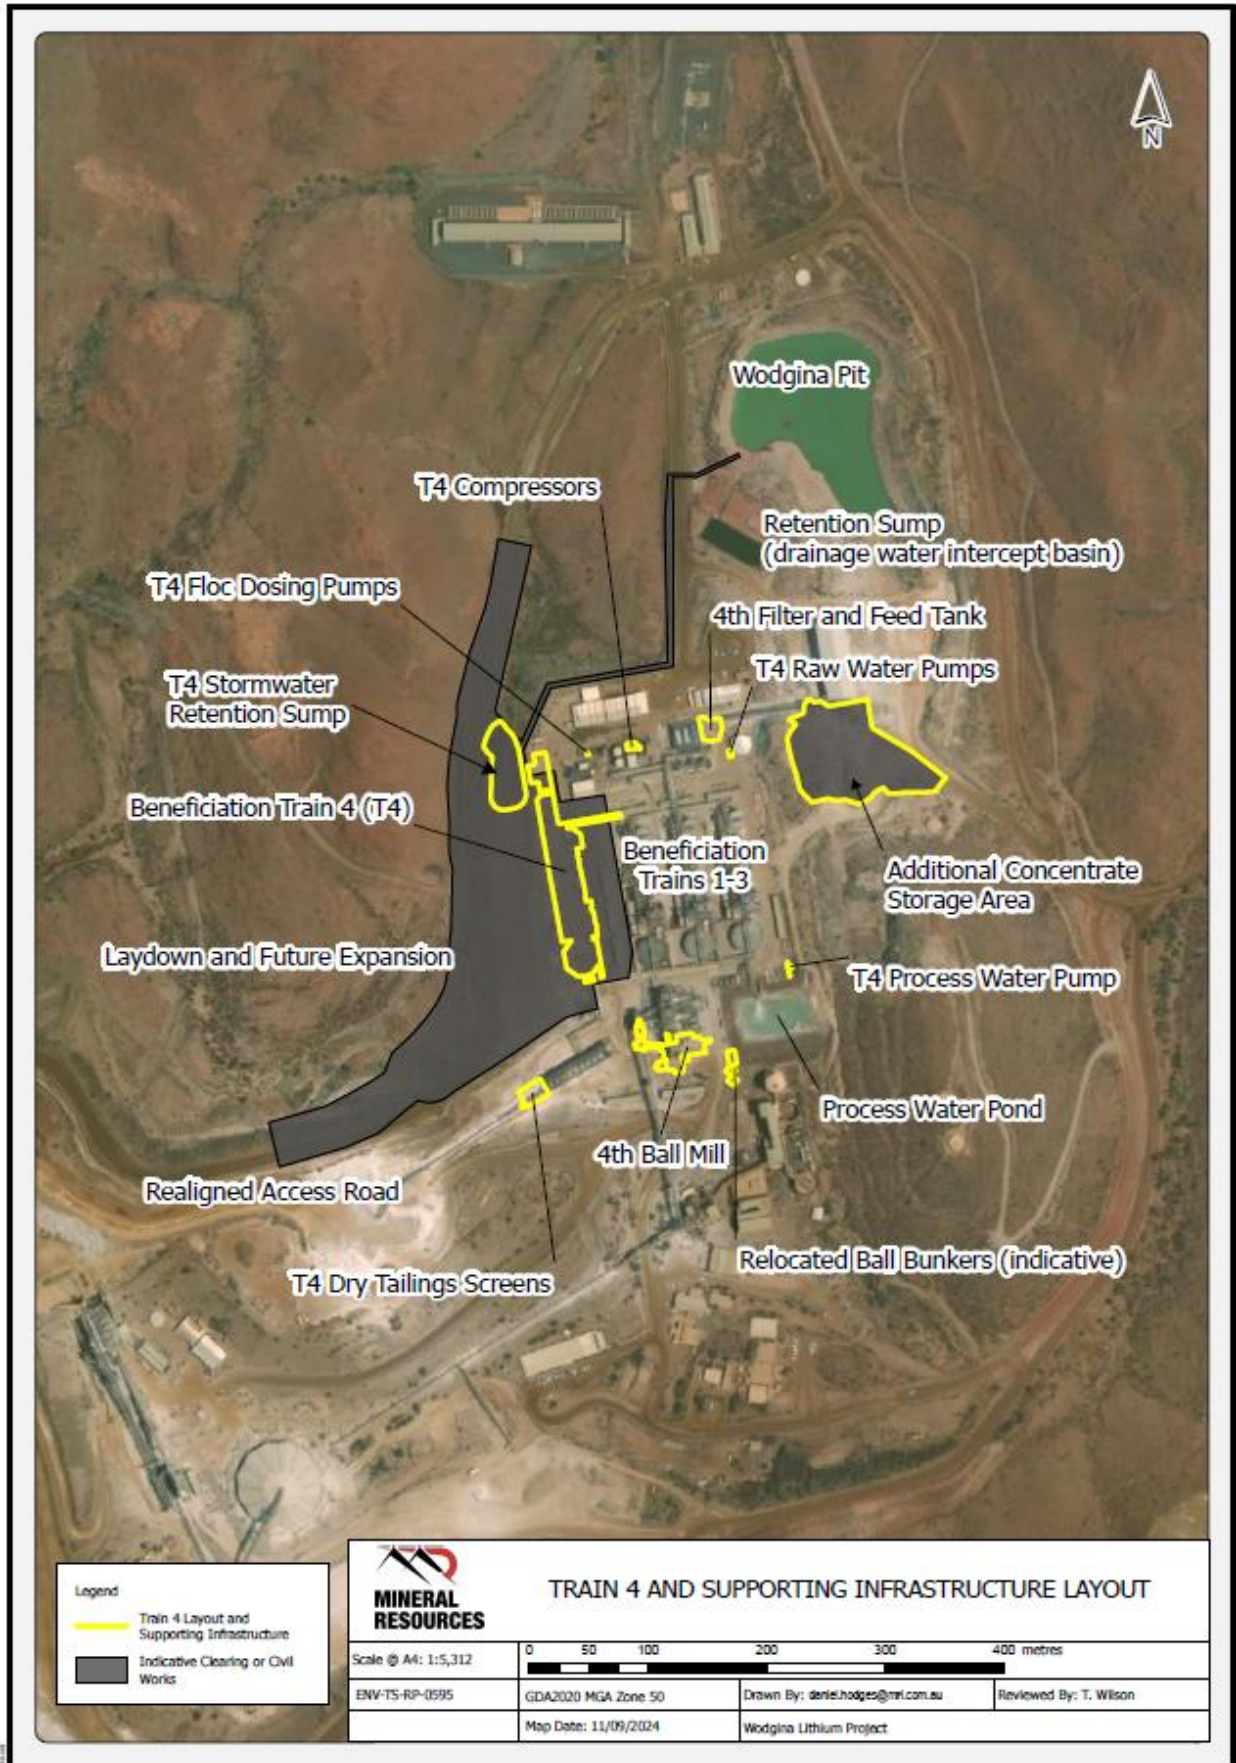 N
Wodgina Pit
T4 Compressors
Retention Sump
(drainage water intercept basin)
T4 Floc Dosing Pumps
4th Filter and Feed Tank
T4 Raw Water Pumps
T4 Stormwater
Retention Sump
Beneficiation Train 4 (T4)
Beneficiation
Trains 1-3
Additional Concentrate
Storage Area
Laydown and Future Expansion
T4 Process Water Pump
Process Water Pond
4th Ball Mill
Realigned Access Road
Relocated Ball Bunkers (indicative)
T4 Dry Tailings Screens
Legend
Train 4 Layout and
Supporting Infrastructure
Indicative Clearing or Civil
Works
MINERAL
RESOURCES
TRAIN 4 AND SUPPORTING INFRASTRUCTURE LAYOUT
Scale @ A4: 1:5,312
0 50 100 200 300 400 metres
ENV-TS-RP-0595
GDA2020 MGA Zone 50
Drawn By: daniel.hodges@mrl.com.au
Reviewed By: T. Wilson
Map Date: 11/09/2024
Wodgina Lithium Project